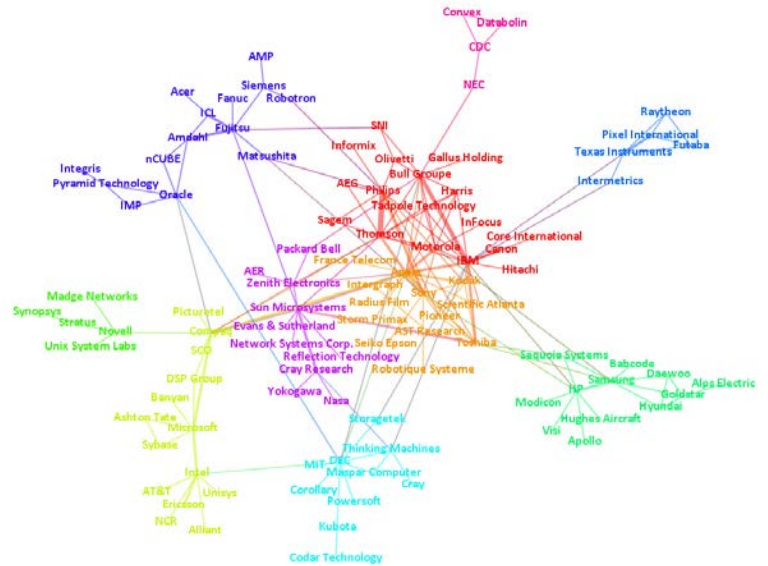 Convex
Databolin
CDC
AMP
NEC
Siemens
Acer
Fanuc
Robotron
ICL
Raytheon
SNI
Fujitsu
Amdahl
Pixel International
Informix
Futaba
Texas Instruments
nCUBE
Matsushita
Olivetti
Gallus Holding
Integris
Bull Groupe
Pyramid Technology
AEG
Philips
Harris
Intermetrics
Oracle
IMP
Tadpole Technology
Sagem
InFocus
Thomson
Core International
Packard Bell
Motorola
Canon
France Telecom
IBM
AER
Hitachi
Zenith Electronics
Intergraph
Kodak
Sony
Madge Networks
Radius Film
Scientific Atlanta
Synopsys
Picturetel
Sun Microsystems
Pioneer
Stratus
Storm Primax
Evans & Sutherland
Novell
Compaq
AST Research
Unix System Labs
Network Systems Corp.
Seiko Epson
Toshiba
SCO
Reflection Technology
Sequoia Systems
Cray Research
Robotique Systeme
Babcode
DSP Group
Daewoo
Samsung
Alps Electric
Yokogawa
HP
Goldstar
Banyan
Nasa
Modicon
Hyundai
Ashton Tate
Storagetek
Hughes Aircraft
Microsoft
Visi
Sybase
Apollo
Thinking Machines
MIT
DEC
Intel
Maspar Computer
Cray
AT&T
Unisys
Corollary
Ericsson
Powersoft
NCR
Alliant
Kubota
Codar Technology